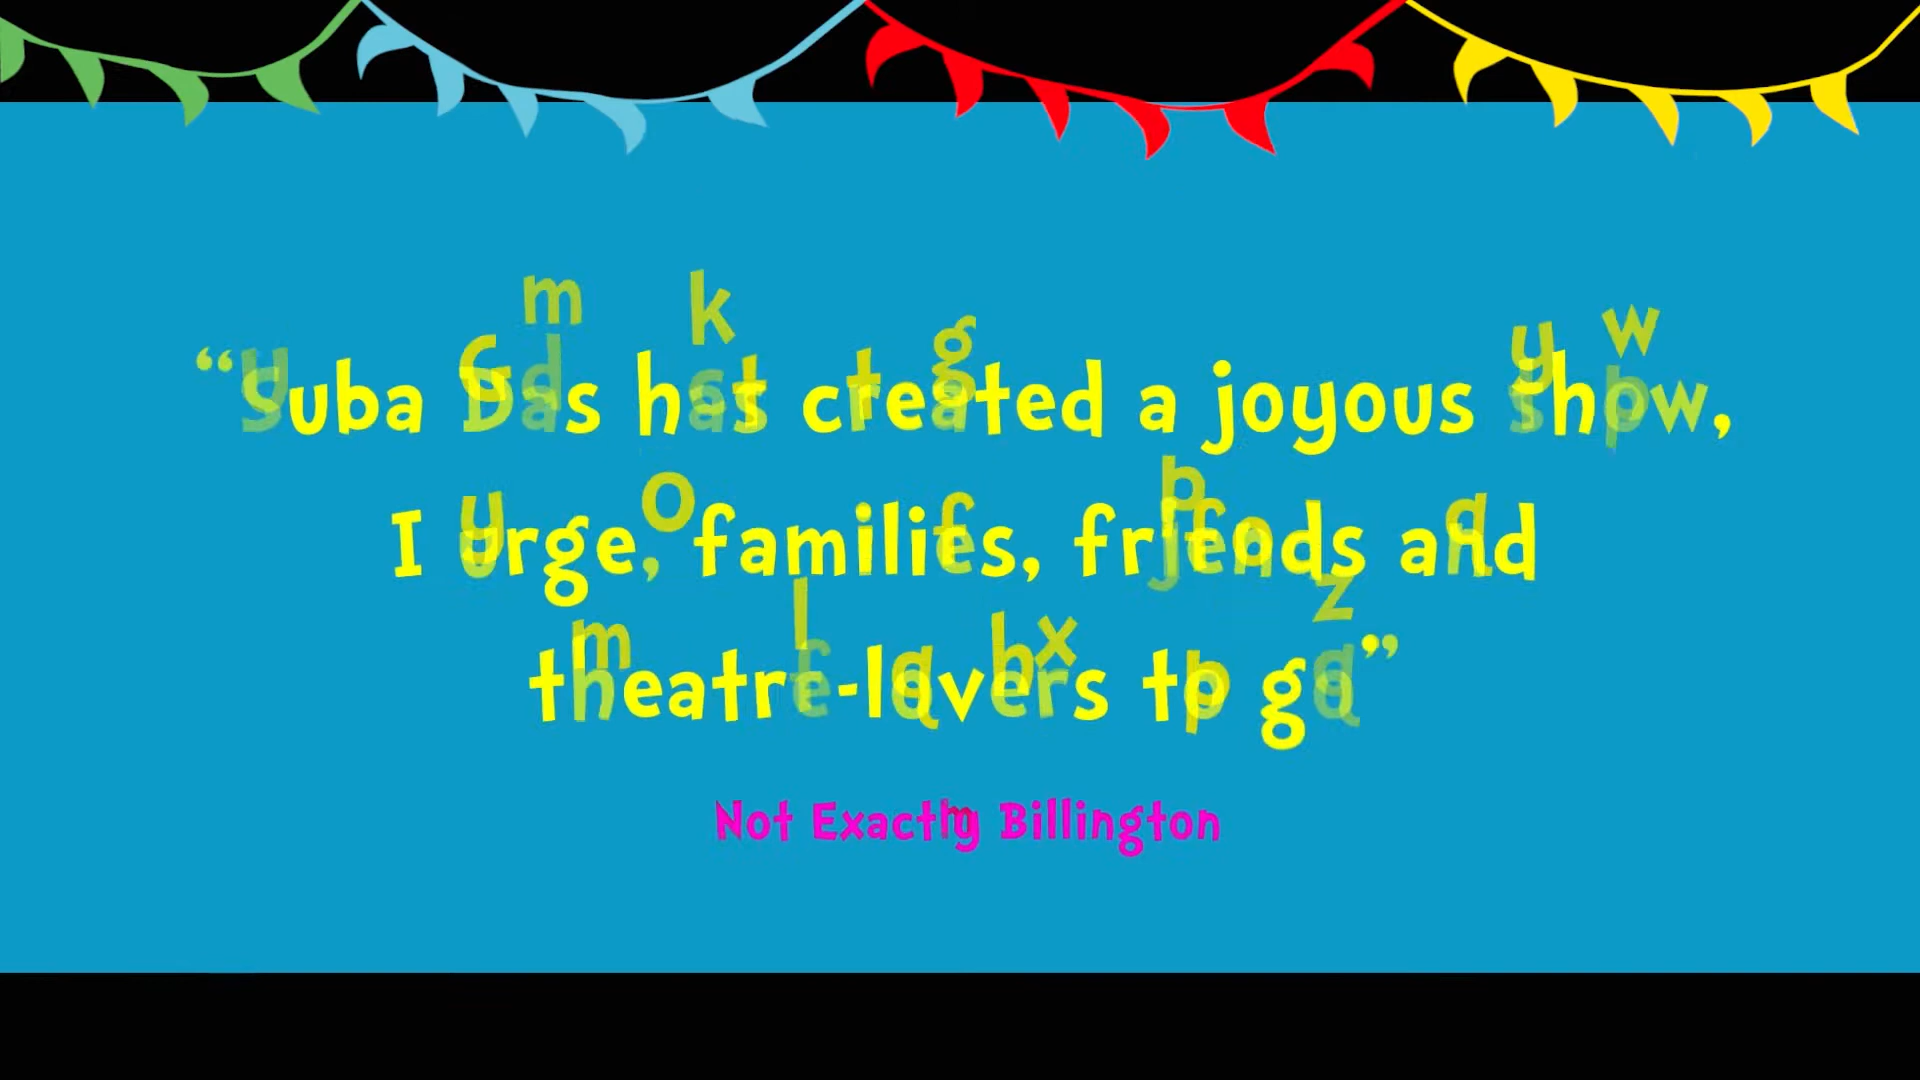 “Suba Das has created a joyous show,
I urge, families, friends and
theatre-lovers to go”
Not Exactly Billington